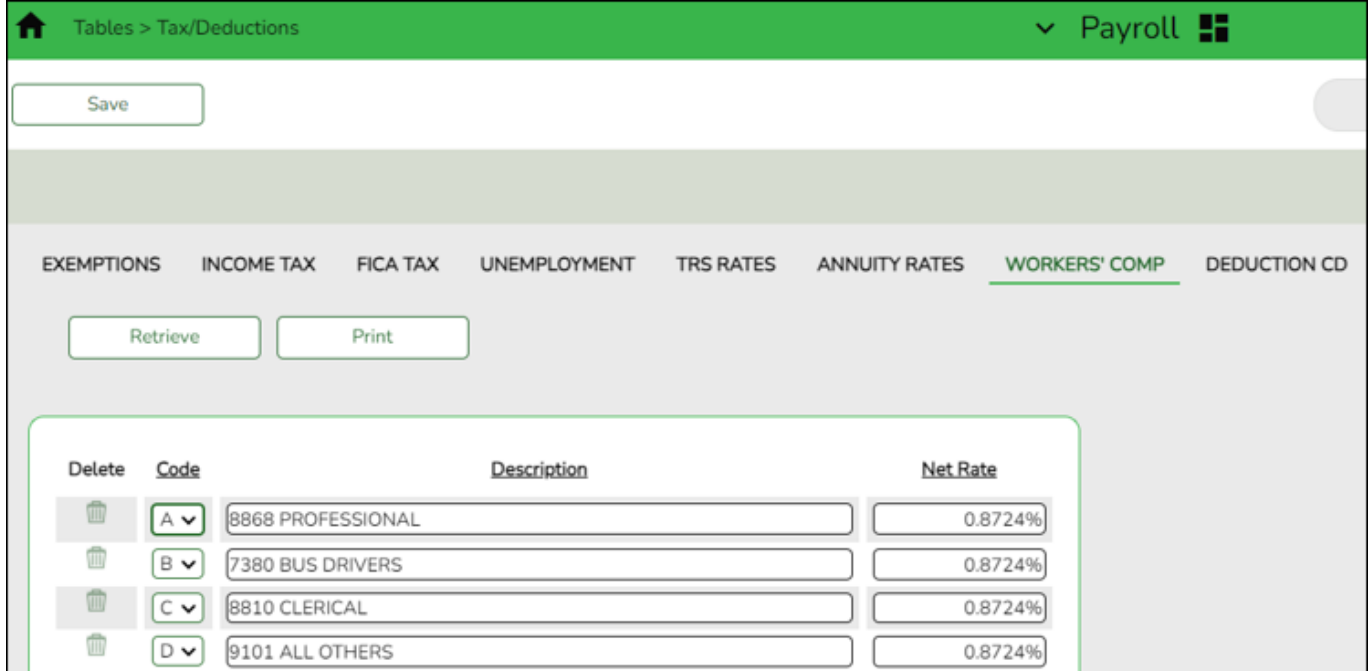 Tables > Tax/Deductions Payroll
Save
EXEMPTIONS INCOME TAX FICA TAX UNEMPLOYMENT TRS RATES ANNUITY RATES WORKERS' COMP DEDUCTION CD
Retrieve Print
Delete Code Description Net Rate
A 8868 PROFESSIONAL 0.8724%
B 7380 BUS DRIVERS 0.8724%
C 8810 CLERICAL 0.8724%
D 9101 ALL OTHERS 0.8724%